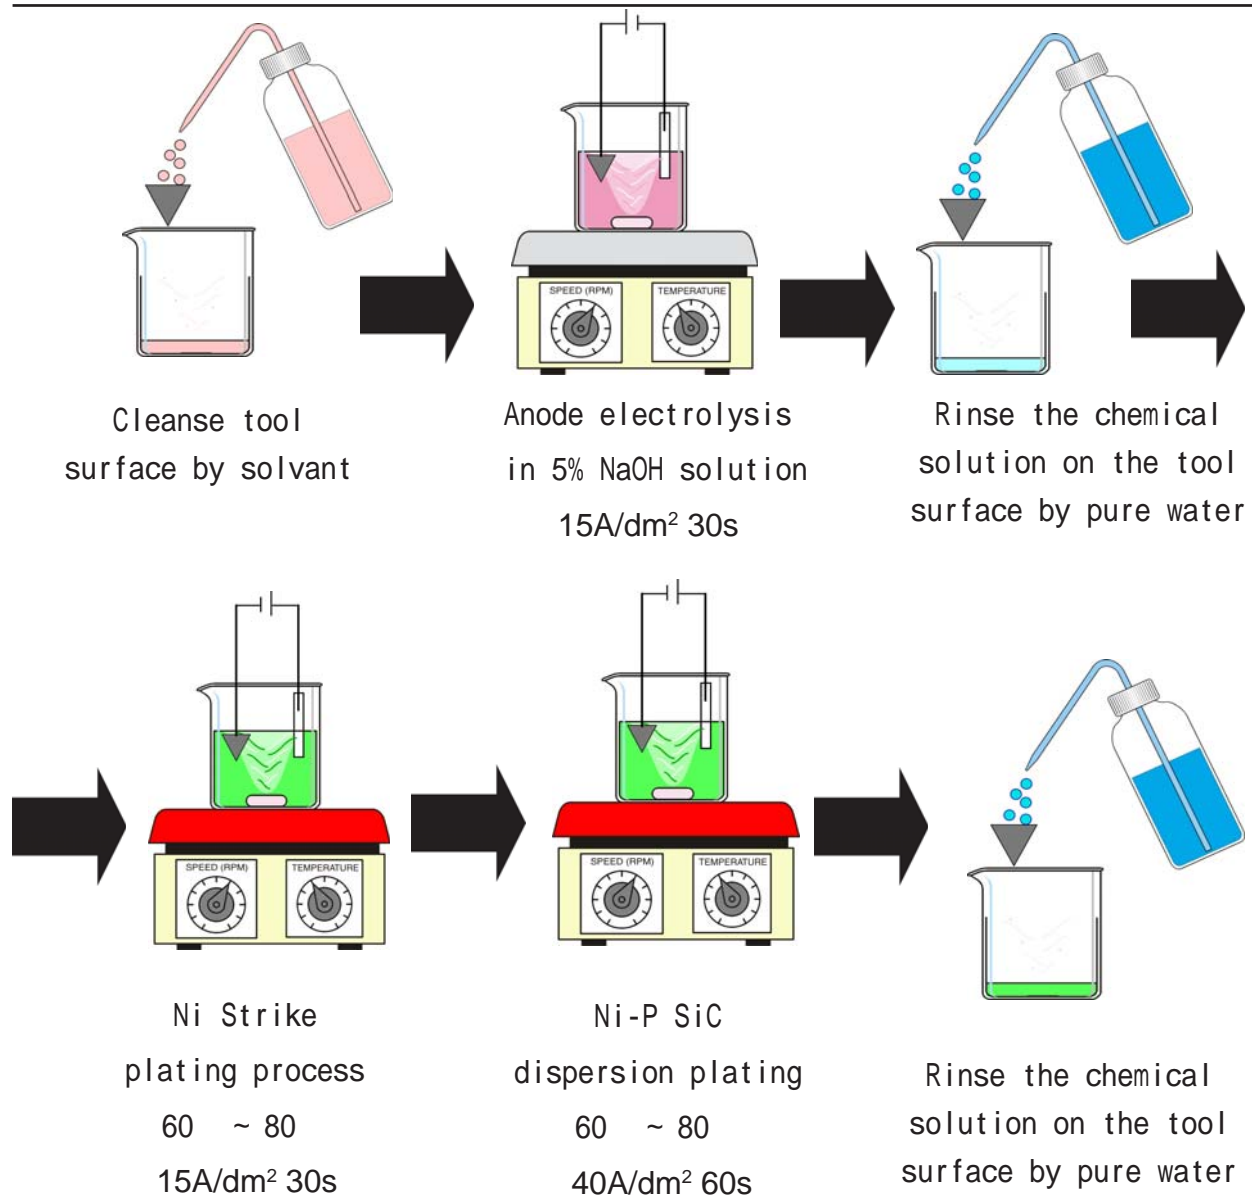 SPEED (RPM) TEMPERATURE
Cleanse tool
surface by solvant
Anode electrolysis
in 5% NaOH solution
15A/dm² 30s
Rinse the chemical
solution on the tool
surface by pure water
SPEED (RPM) TEMPERATURE
SPEED (RPM) TEMPERATURE
Ni Strike
plating process
60 ~ 80
15A/dm² 30s
Ni-P SiC
dispersion plating
60 ~ 80
40A/dm² 60s
Rinse the chemical
solution on the tool
surface by pure water